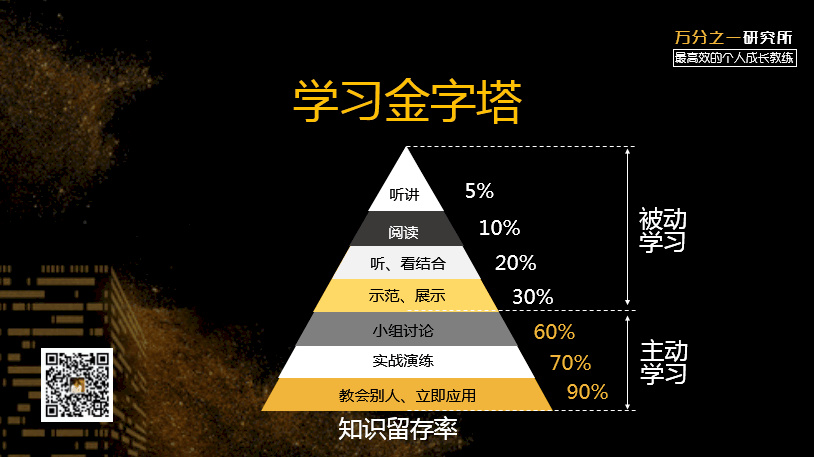 万分之一研究所
最高效的个人成长教练
学习金字塔
听讲 5%
阅读 10%
听、看结合 20%
示范、展示 30%
被动
学习
小组讨论 60%
实战演练 70%
教会别人、立即应用 90%
主动
学习
知识留存率